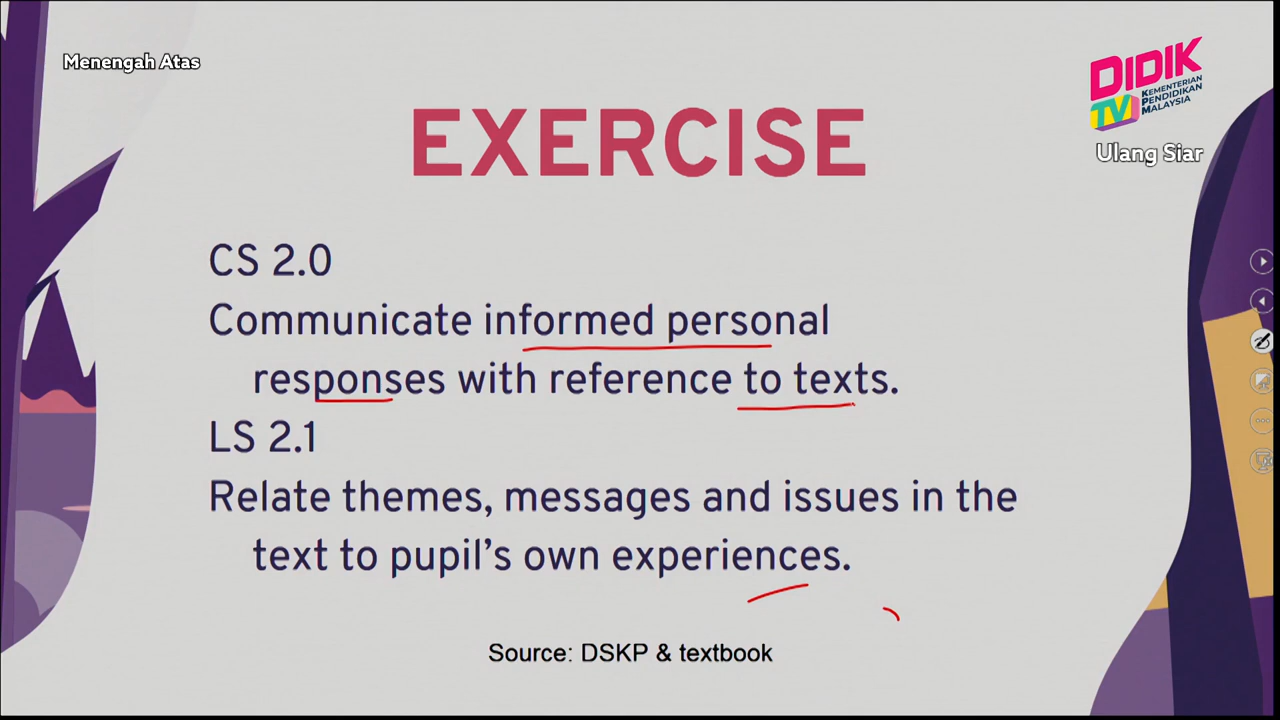 Menengah Atas
DIDIK
TV
KEMENTERIAN
PENDIDIKAN
MALAYSIA
Ulang Siar
EXERCISE
CS 2.0
Communicate informed personal
responses with reference to texts.
LS 2.1
Relate themes, messages and issues in the
text to pupil's own experiences.
Source: DSKP & textbook